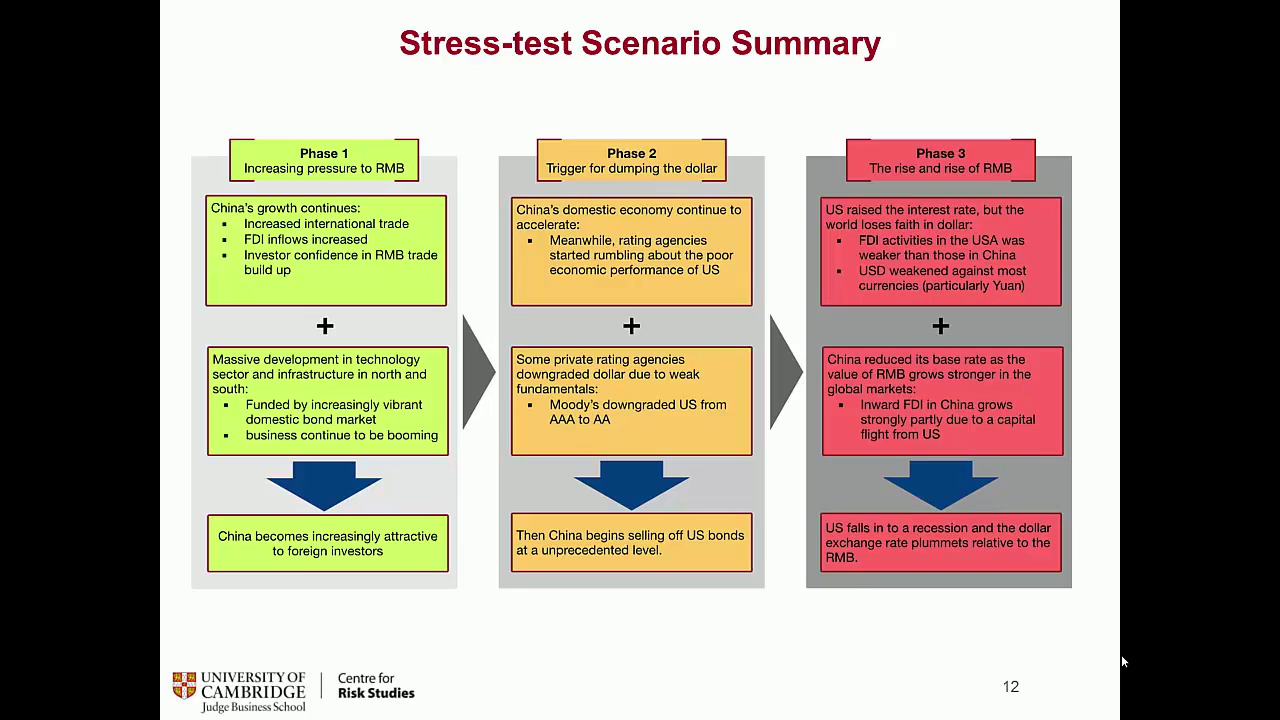 Stress-test Scenario Summary
Phase 1
Increasing pressure to RMB
China's growth continues:
▪ Increased international trade
▪ FDI inflows increased
▪ Investor confidence in RMB trade
build up
+
Massive development in technology
sector and infrastructure in north and
south:
▪ Funded by increasingly vibrant
domestic bond market
▪ business continue to be booming
China becomes increasingly attractive
to foreign investors
Phase 2
Trigger for dumping the dollar
China's domestic economy continue to
accelerate:
▪ Meanwhile, rating agencies
started rumbling about the poor
economic performance of US
+
Some private rating agencies
downgraded dollar due to weak
fundamentals:
▪ Moody's downgraded US from
AAA to AA
Then China begins selling off US bonds
at a unprecedented level.
Phase 3
The rise and rise of RMB
US raised the interest rate, but the
world loses faith in dollar:
▪ FDI activities in the USA was
weaker than those in China
▪ USD weakened against most
currencies (particularly Yuan)
+
China reduced its base rate as the
value of RMB grows stronger in the
global markets:
▪ Inward FDI in China grows
strongly partly due to a capital
flight from US
US falls in to a recession and the dollar
exchange rate plummets relative to the
RMB.
UNIVERSITY OF
CAMBRIDGE
Judge Business School
Centre for
Risk Studies
12